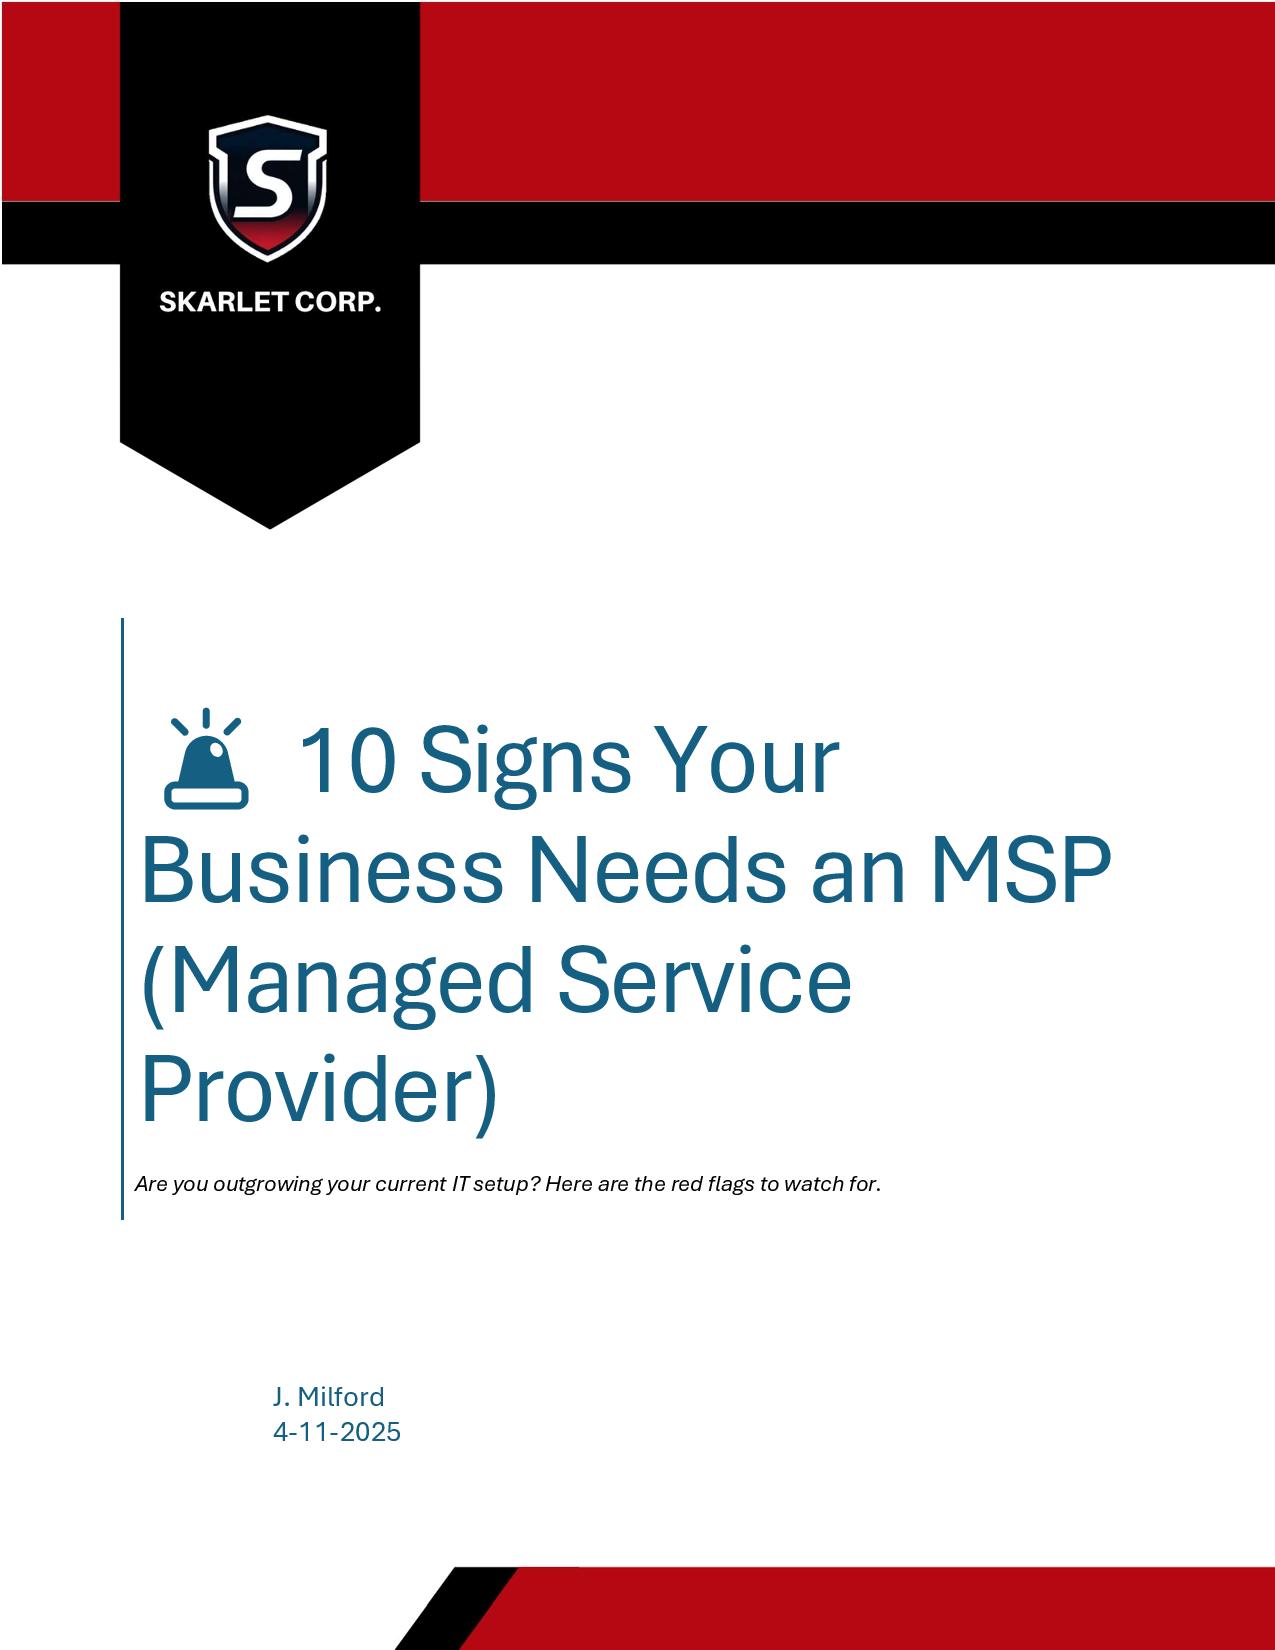 S
SKARLET CORP.
10 Signs Your
Business Needs an MSP
(Managed Service
Provider)
Are you outgrowing your current IT setup? Here are the red flags to watch for.
J. Milford
4-11-2025